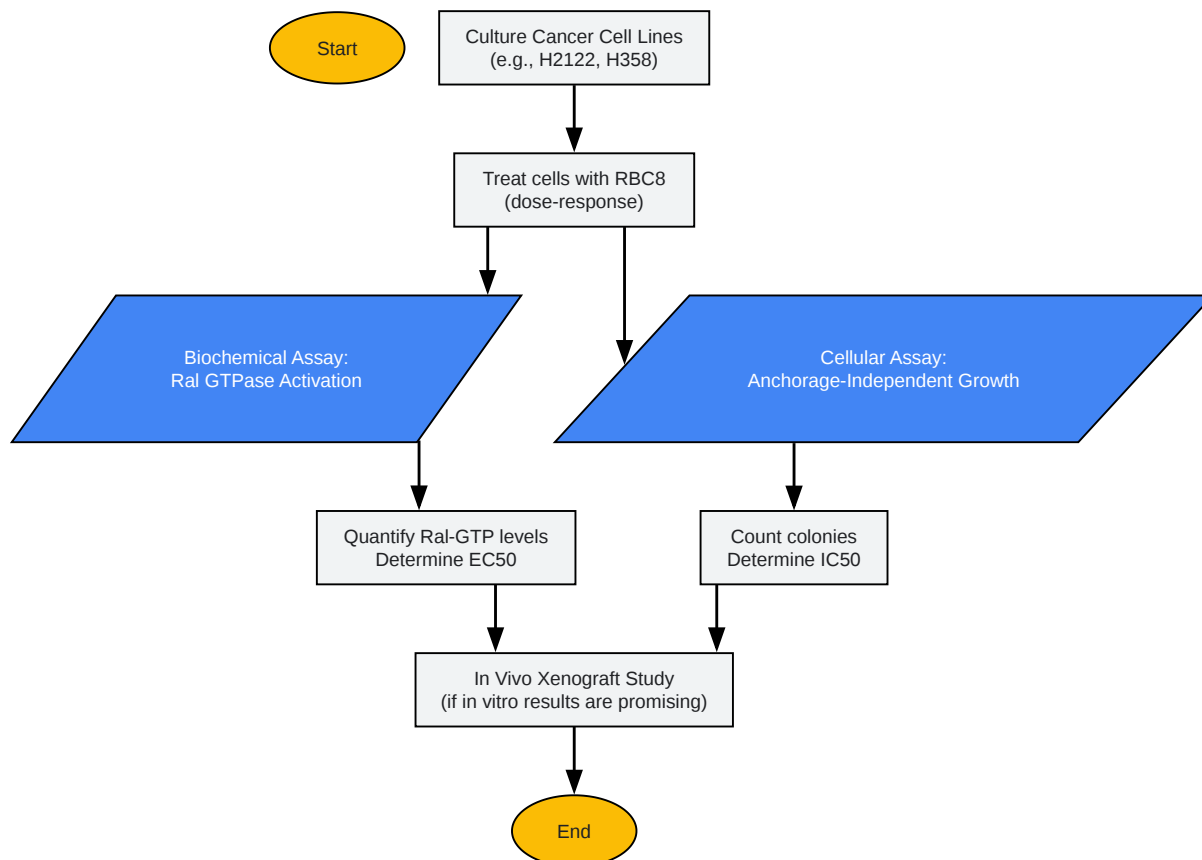 Start
Culture Cancer Cell Lines
(e.g., H2122, H358)
Treat cells with RBC8
(dose-response)
Biochemical Assay:
Ral GTPase Activation
Cellular Assay:
Anchorage-Independent Growth
Quantify Ral-GTP levels
Determine EC50
Count colonies
Determine IC50
In Vivo Xenograft Study
(if in vitro results are promising)
End